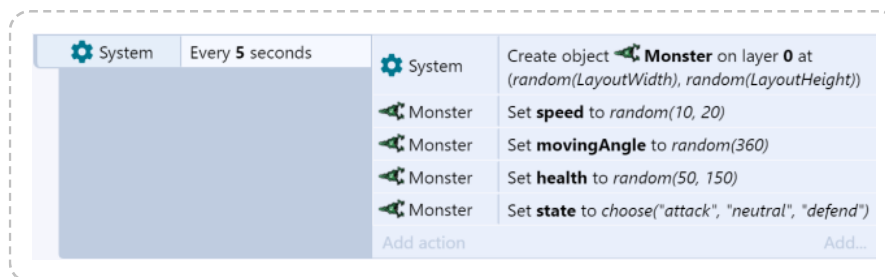 System Every 5 seconds
System Create object Monster on layer 0 at
(random(LayoutWidth), random(LayoutHeight))
Monster Set speed to random(10, 20)
Monster Set movingAngle to random(360)
Monster Set health to random(50, 150)
Monster Set state to choose("attack", "neutral", "defend")
Add action Add...